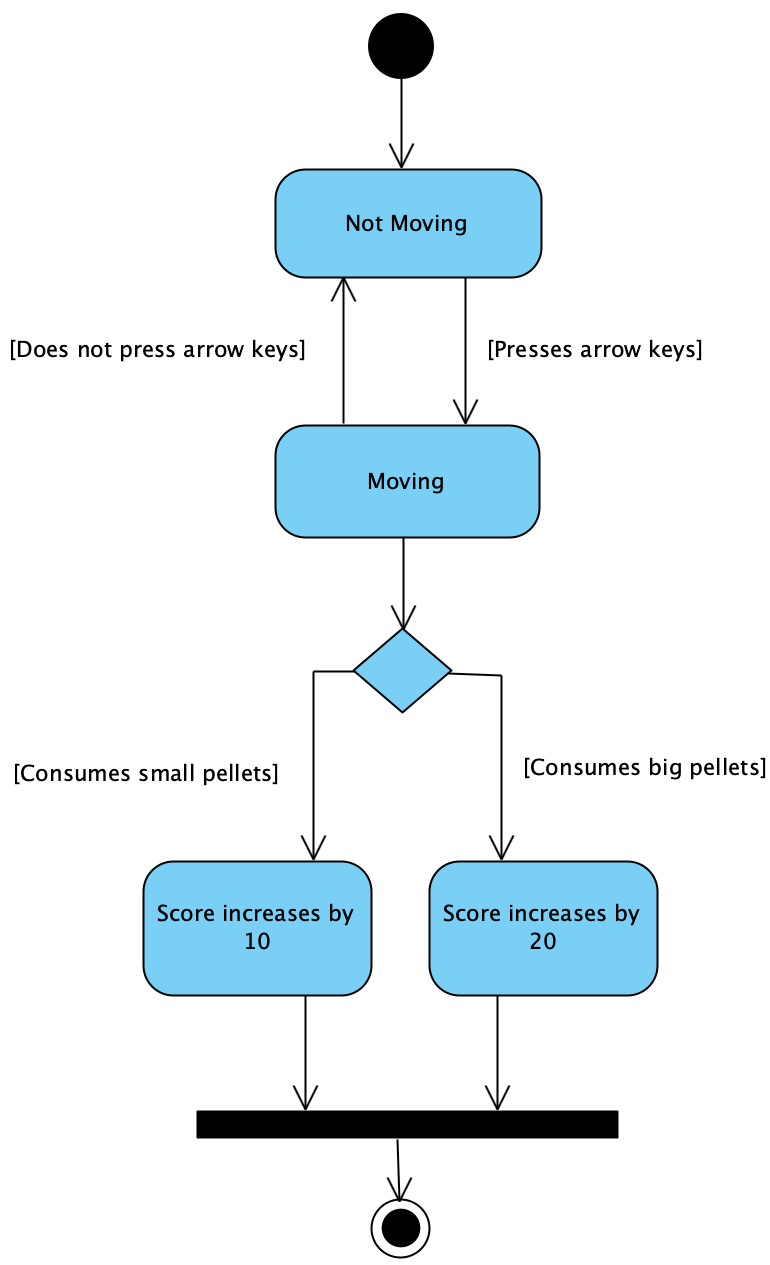 Not Moving
[Does not press arrow keys]
[Presses arrow keys]
Moving
[Consumes small pellets]
[Consumes big pellets]
Score increases by
10
Score increases by
20